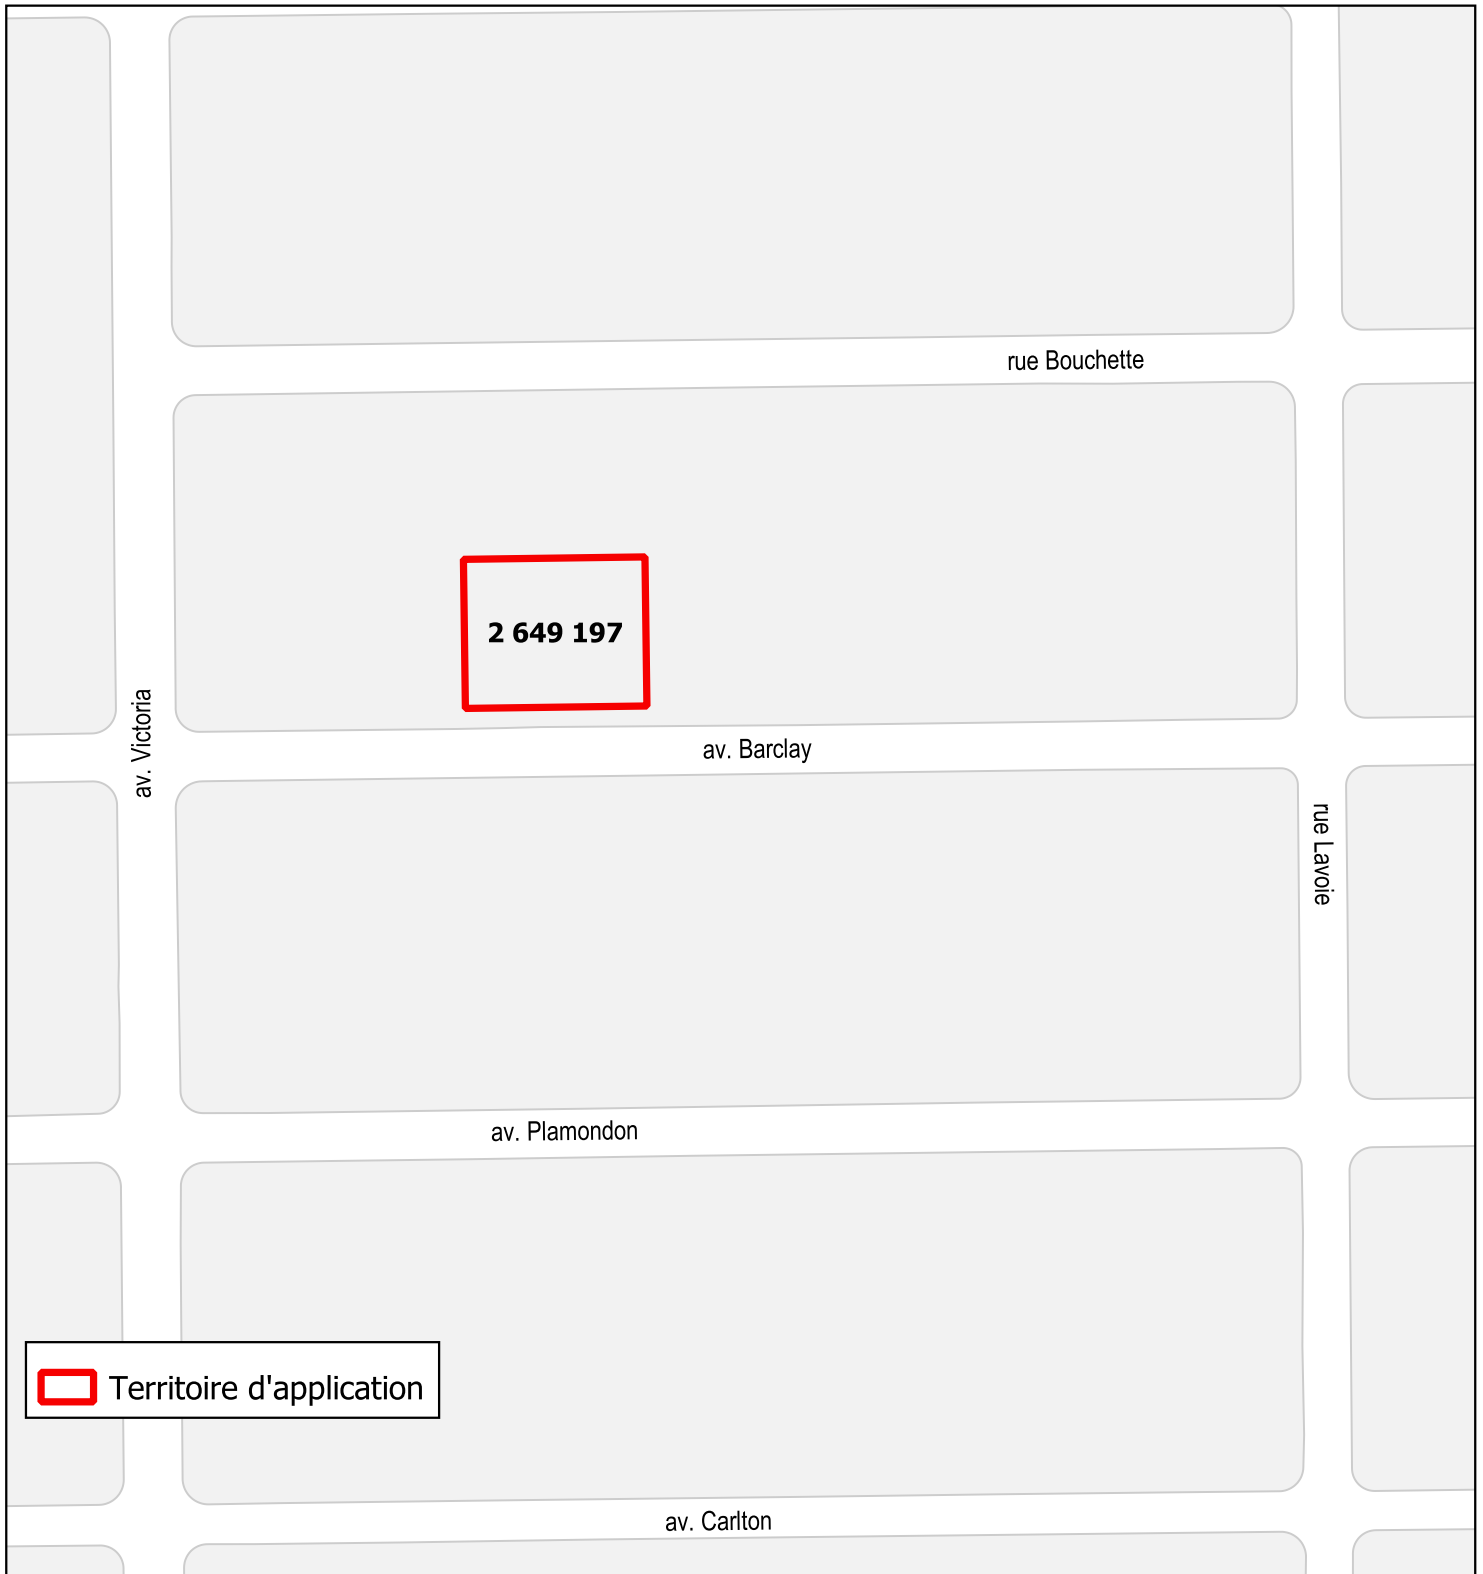 rue Bouchette
2 649 197
av. Victoria
av. Barclay
rue Lavoie
av. Plamondon
Territoire d'application
av. Carlton